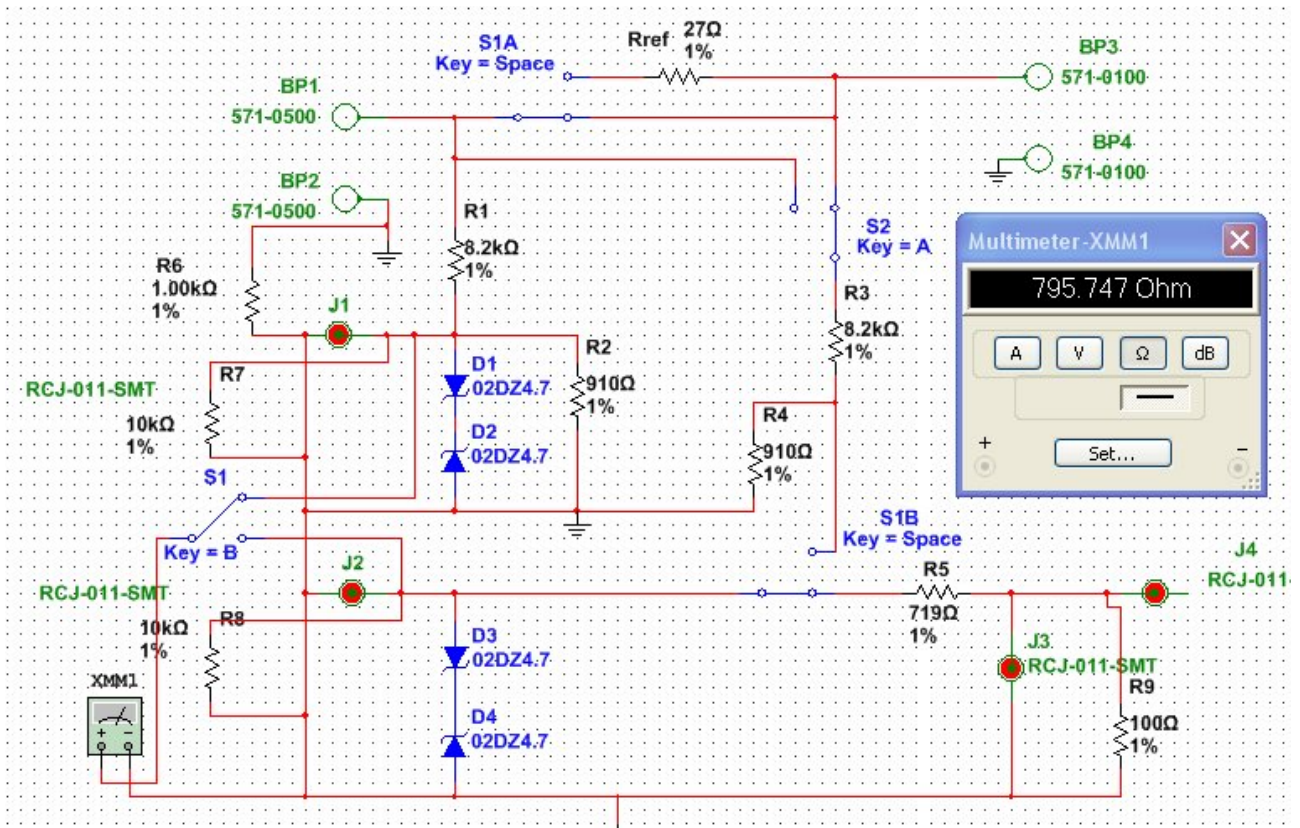 S1A
Key = Space
Rref
27Ω
1%
BP3
571-0100
BP1
571-0500
BP4
571-0100
BP2
571-0500
R1
8.2kΩ
1%
S2
Key = A
Multimeter-XMM1
795.747 Ohm
A
V
Ω
dB
+
Set...
-
R6
1.00kΩ
1%
J1
R3
8.2kΩ
1%
R2
910Ω
1%
D1
02DZ4.7
R7
RCJ-011-SMT
10kΩ
1%
D2
02DZ4.7
R4
910Ω
1%
S1
Key = B
S1B
Key = Space
J2
RCJ-011-SMT
R5
719Ω
1%
J4
RCJ-011-
10kΩ
1%
R8
D3
02DZ4.7
J3
RCJ-011-SMT
R9
100Ω
1%
XMM1
+
-
D4
02DZ4.7